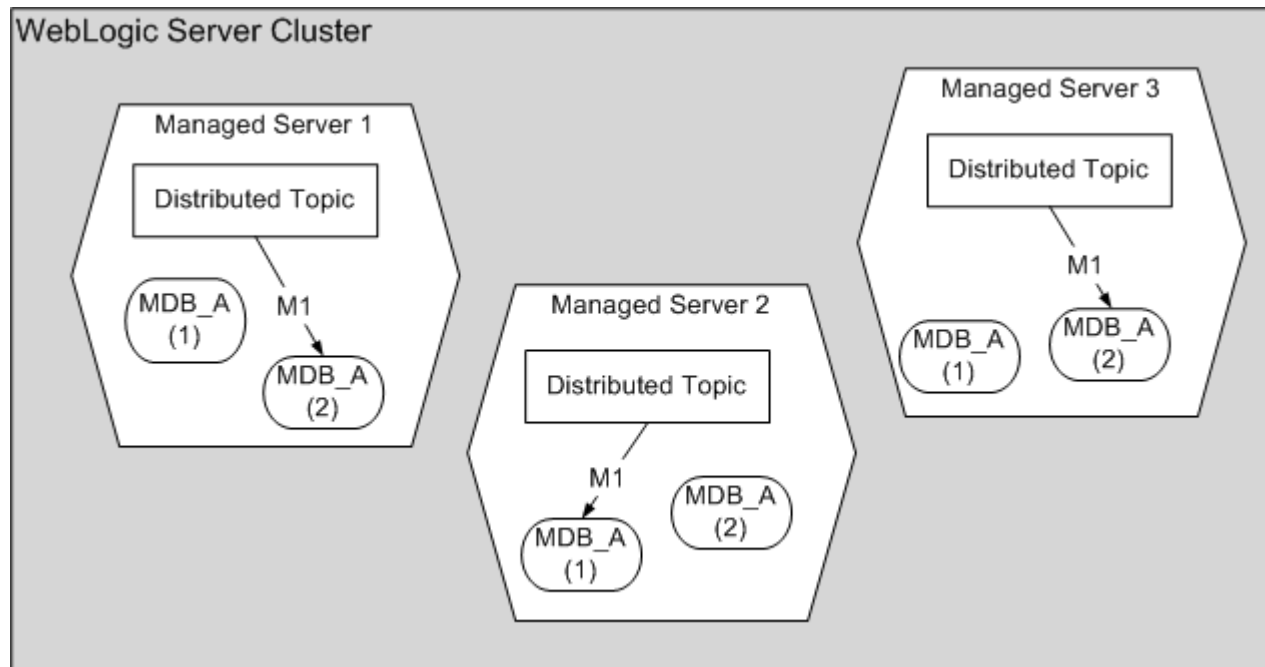 WebLogic Server Cluster
Managed Server 1
Distributed Topic
MDB_A
(1)
M1
MDB_A
(2)
Managed Server 2
Distributed Topic
M1
MDB_A
(1)
MDB_A
(2)
Managed Server 3
Distributed Topic
M1
MDB_A
(1)
MDB_A
(2)